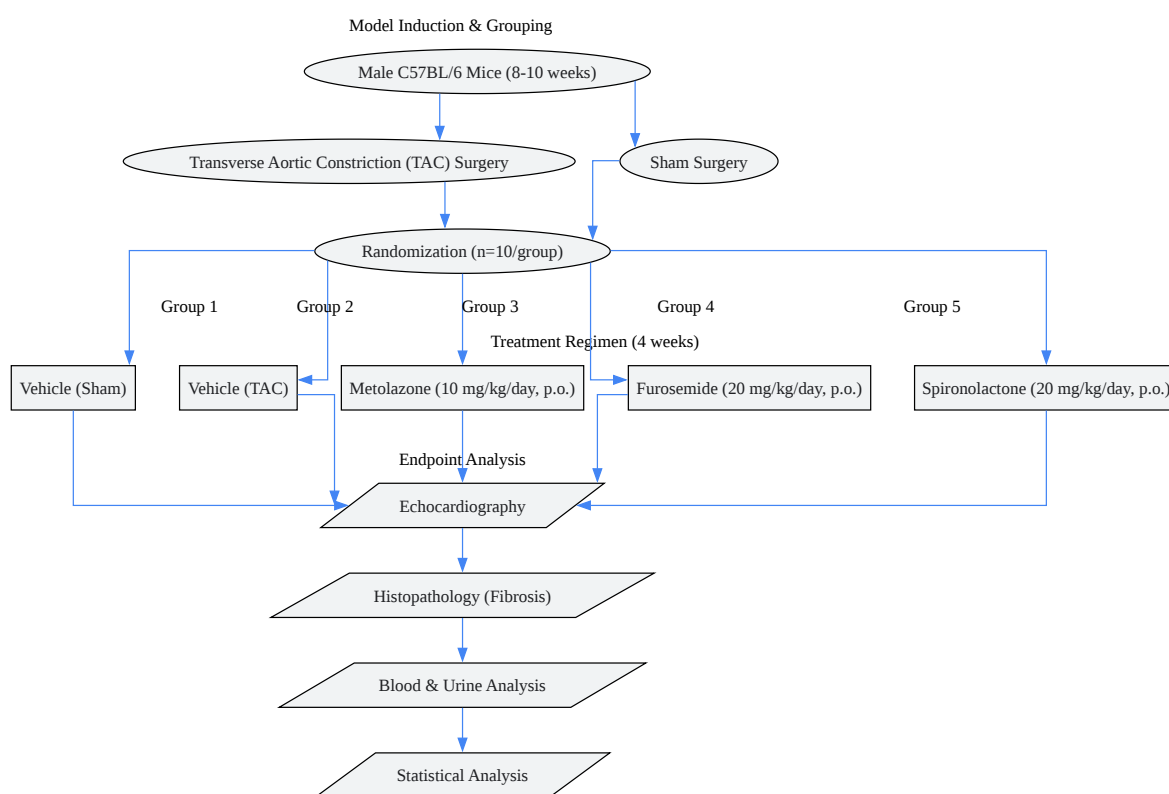 Model Induction & Grouping
Male C57BL/6 Mice (8-10 weeks)
Transverse Aortic Constriction (TAC) Surgery
Sham Surgery
Randomization (n=10/group)
Group 1
Group 2
Group 3
Group 4
Group 5
Treatment Regimen (4 weeks)
Vehicle (Sham)
Vehicle (TAC)
Metolazone (10 mg/kg/day, p.o.)
Furosemide (20 mg/kg/day, p.o.)
Spironolactone (20 mg/kg/day, p.o.)
Endpoint Analysis
Echocardiography
Histopathology (Fibrosis)
Blood & Urine Analysis
Statistical Analysis